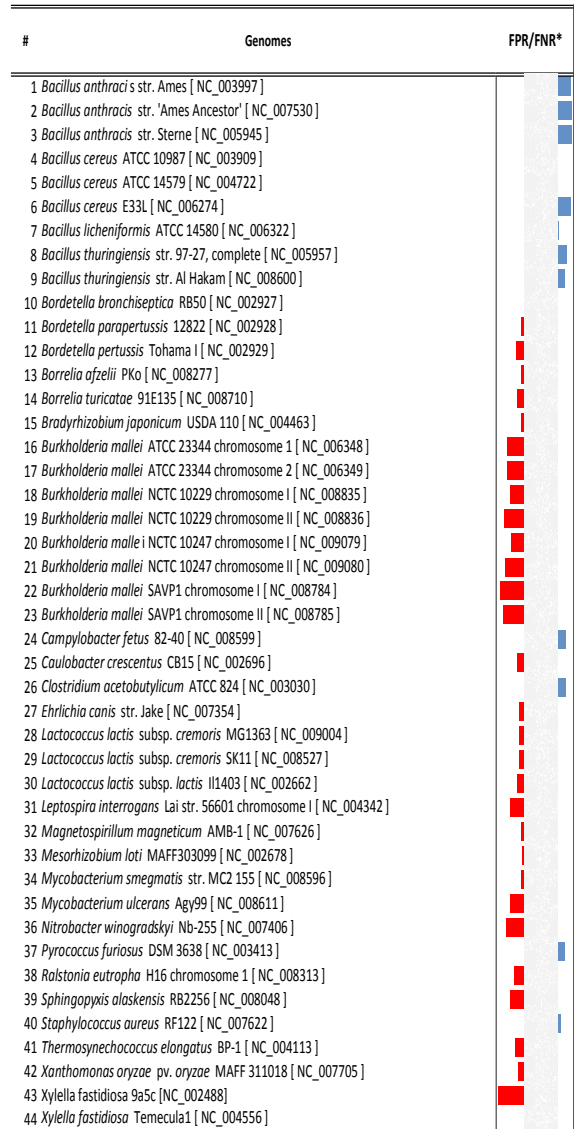 # Genomes FPR/FNR*
1 Bacillus anthraci s str. Ames [ NC_003997 ]
2 Bacillus anthracis str. 'Ames Ancestor' [ NC_007530 ]
3 Bacillus anthracis str. Sterne [ NC_005945 ]
4 Bacillus cereus ATCC 10987 [ NC_003909 ]
5 Bacillus cereus ATCC 14579 [ NC_004722 ]
6 Bacillus cereus E33L [ NC_006274 ]
7 Bacillus licheniformis ATCC 14580 [ NC_006322 ]
8 Bacillus thuringiensis str. 97-27, complete [ NC_005957 ]
9 Bacillus thuringiensis str. Al Hakam [ NC_008600 ]
10 Bordetella bronchiseptica RB50 [ NC_002927 ]
11 Bordetella parapertussis 12822 [ NC_002928 ]
12 Bordetella pertussis Tohama I [ NC_002929 ]
13 Borrelia afzelii PKo [ NC_008277 ]
14 Borrelia turicatae 91E135 [ NC_008710 ]
15 Bradyrhizobium japonicum USDA 110 [ NC_004463 ]
16 Burkholderia mallei ATCC 23344 chromosome 1 [ NC_006348 ]
17 Burkholderia mallei ATCC 23344 chromosome 2 [ NC_006349 ]
18 Burkholderia mallei NCTC 10229 chromosome I [ NC_008835 ]
19 Burkholderia mallei NCTC 10229 chromosome II [ NC_008836 ]
20 Burkholderia malle i NCTC 10247 chromosome I [ NC_009079 ]
21 Burkholderia mallei NCTC 10247 chromosome II [ NC_009080 ]
22 Burkholderia mallei SAVP1 chromosome I [ NC_008784 ]
23 Burkholderia mallei SAVP1 chromosome II [ NC_008785 ]
24 Campylobacter fetus 82-40 [ NC_008599 ]
25 Caulobacter crescentus CB15 [ NC_002696 ]
26 Clostridium acetobutylicum ATCC 824 [ NC_003030 ]
27 Ehrlichia canis str. Jake [ NC_007354 ]
28 Lactococcus lactis subsp. cremoris MG1363 [ NC_009004 ]
29 Lactococcus lactis subsp. cremoris SK11 [ NC_008527 ]
30 Lactococcus lactis subsp. lactis Il1403 [ NC_002662 ]
31 Leptospira interrogans Lai str. 56601 chromosome I [ NC_004342 ]
32 Magnetospirillum magneticum AMB-1 [ NC_007626 ]
33 Mesorhizobium loti MAFF303099 [ NC_002678 ]
34 Mycobacterium smegmatis str. MC2 155 [ NC_008596 ]
35 Mycobacterium ulcerans Agy99 [ NC_008611 ]
36 Nitrobacter winogradskyi Nb-255 [ NC_007406 ]
37 Pyrococcus furiosus DSM 3638 [ NC_003413 ]
38 Ralstonia eutropha H16 chromosome 1 [ NC_008313 ]
39 Sphingopyxis alaskensis RB2256 [ NC_008048 ]
40 Staphylococcus aureus RF122 [ NC_007622 ]
41 Thermosynechococcus elongatus BP-1 [ NC_004113 ]
42 Xanthomonas oryzae pv. oryzae MAFF 311018 [ NC_007705 ]
43 Xylella fastidiosa 9a5c [NC_002488]
44 Xylella fastidiosa Temecula1 [ NC_004556 ]